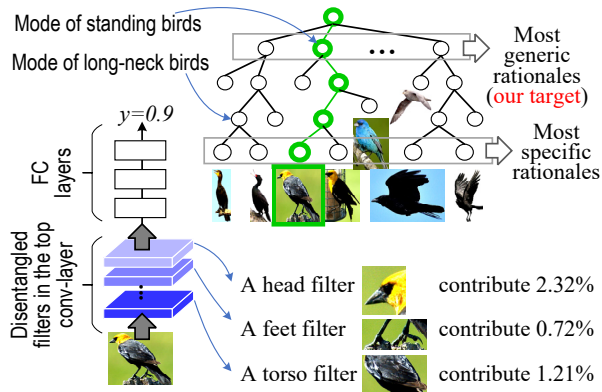 Mode of standing birds
Mode of long-neck birds
...
Most
generic
rationales
(our target)
Most
specific
rationales
y=0.9
FC
layers
Disentangled
filters in the top
conv-layer
A head filter contribute 2.32%
A feet filter contribute 0.72%
A torso filter contribute 1.21%